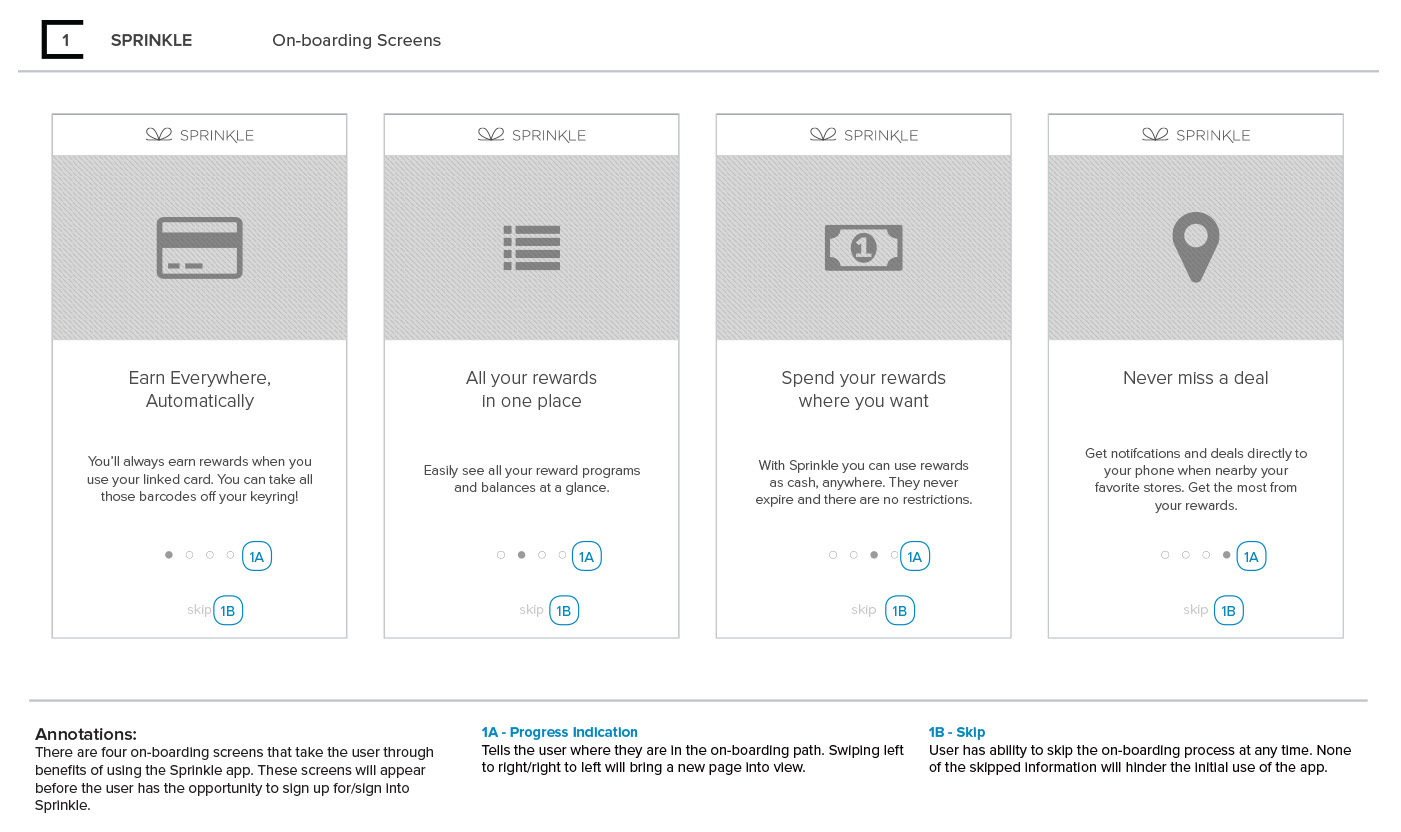 1 SPRINKLE On-boarding Screens
SPRINKLE
Earn Everywhere,
Automatically
You'll always earn rewards when you
use your linked card. You can take all
those barcodes off your keyring!
1A
skip 1B
SPRINKLE
All your rewards
in one place
Easily see all your reward programs
and balances at a glance.
1A
skip 1B
SPRINKLE
1
Spend your rewards
where you want
With Sprinkle you can use rewards
as cash, anywhere. They never
expire and there are no restrictions.
1A
skip 1B
SPRINKLE
Never miss a deal
Get notifcations and deals directly to
your phone when nearby your
favorite stores. Get the most from
your rewards.
1A
skip 1B
Annotations:
There are four on-boarding screens that take the user through
benefits of using the Sprinkle app. These screens will appear
before the user has the opportunity to sign up for/sign into
Sprinkle.
1A - Progress Indication
Tells the user where they are in the on-boarding path. Swiping left
to right/right to left will bring a new page into view.
1B - Skip
User has ability to skip the on-boarding process at any time. None
of the skipped information will hinder the initial use of the app.